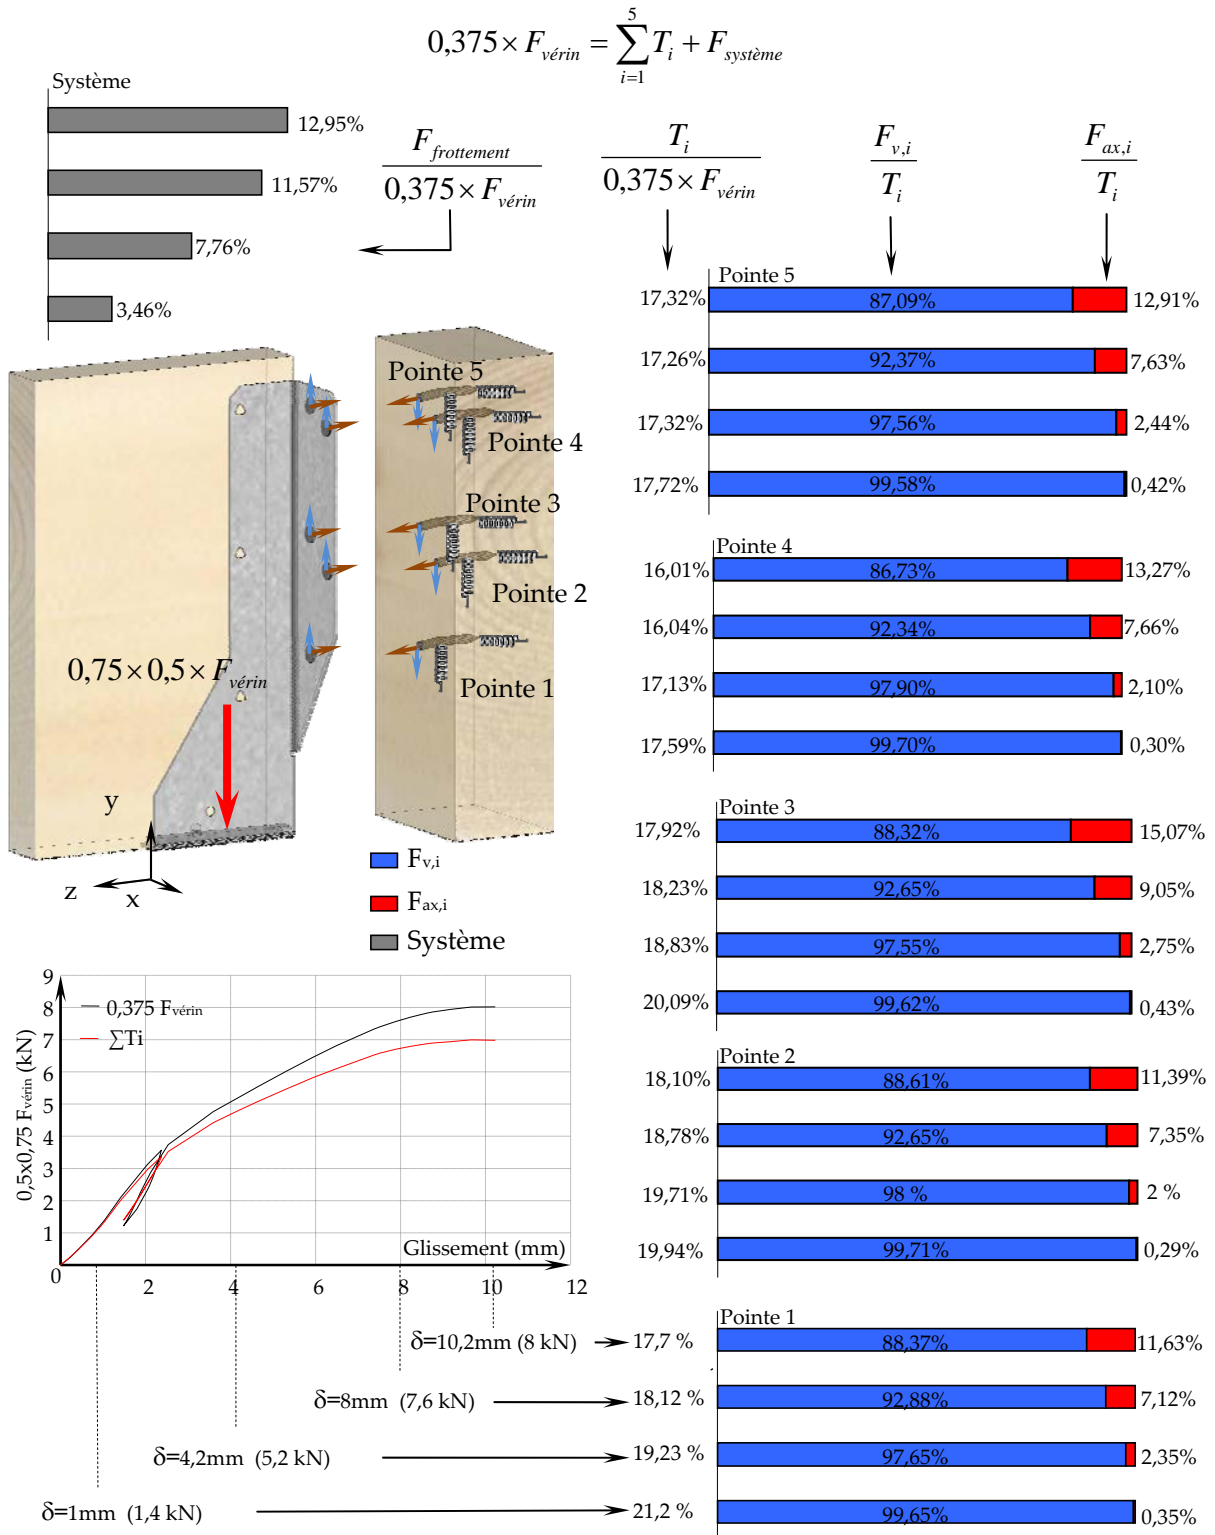 0,375 × F_vérin = ∑_{i=1}^{5} T_i + F_système
Système
12,95%
11,57%
7,76%
3,46%
F_frottement / 0,375 × F_vérin
T_i / 0,375 × F_vérin
F_v,i / T_i
F_ax,i / T_i
Pointe 5
17,32% 87,09% 12,91%
17,26% 92,37% 7,63%
17,32% 97,56% 2,44%
17,72% 99,58% 0,42%
Pointe 5
Pointe 4
Pointe 3
Pointe 2
Pointe 1
0,75 × 0,5 × F_vérin
y
z
x
F_v,i
F_ax,i
Système
Pointe 4
16,01% 86,73% 13,27%
16,04% 92,34% 7,66%
17,13% 97,90% 2,10%
17,59% 99,70% 0,30%
Pointe 3
17,92% 88,32% 15,07%
18,23% 92,65% 9,05%
18,83% 97,55% 2,75%
20,09% 99,62% 0,43%
Pointe 2
18,10% 88,61% 11,39%
18,78% 92,65% 7,35%
19,71% 98 % 2 %
19,94% 99,71% 0,29%
0,5x0,75 Fvérin (kN)
9
8
7
6
5
4
3
2
1
0,375 Fvérin
∑Ti
Glissement (mm)
0 2 4 6 8 10 12
Pointe 1
δ=10,2mm (8 kN) 17,7 % 88,37% 11,63%
δ=8mm (7,6 kN) 18,12 % 92,88% 7,12%
δ=4,2mm (5,2 kN) 19,23 % 97,65% 2,35%
δ=1mm (1,4 kN) 21,2 % 99,65% 0,35%